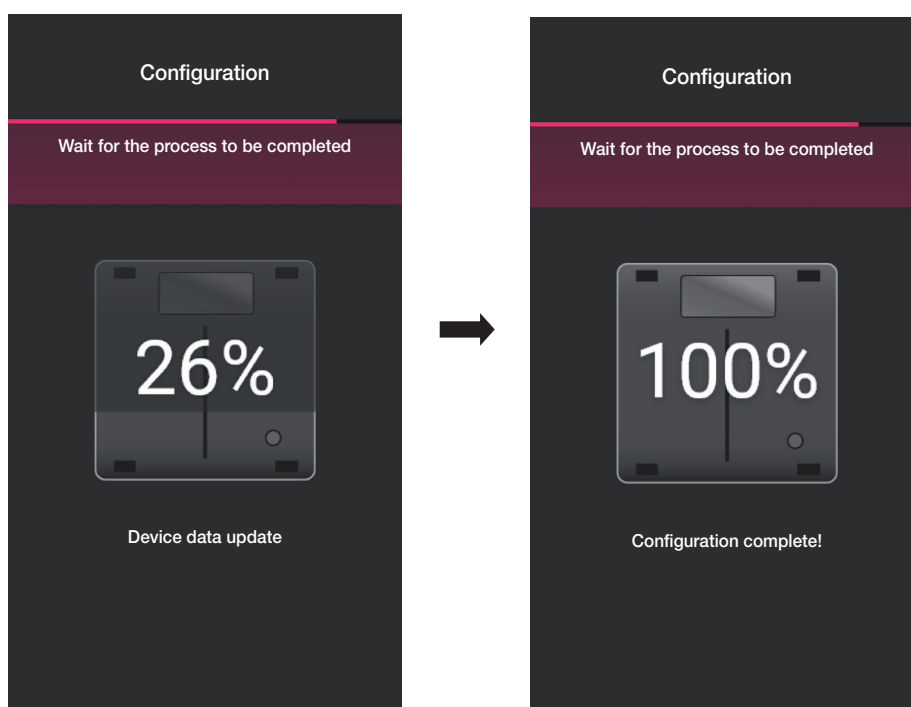 Configuration
Wait for the process to be completed
26%
Device data update
Configuration
Wait for the process to be completed
100%
Configuration complete!